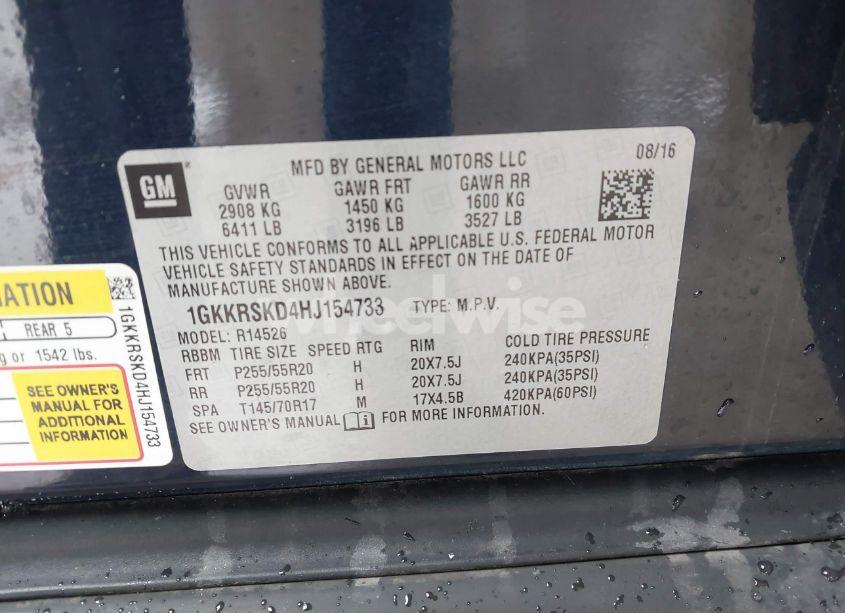 MFD BY GENERAL MOTORS LLC
08/16
GM
GVWR GAWR FRT GAWR RR
2908 KG 1450 KG 1600 KG
6411 LB 3196 LB 3527 LB
THIS VEHICLE CONFORMS TO ALL APPLICABLE U.S. FEDERAL MOTOR
VEHICLE SAFETY STANDARDS IN EFFECT ON THE DATE OF
MANUFACTURE SHOWN ABOVE.
1GKKRSKD4HJ154733 TYPE: M.P.V.
MODEL: R14526
RBBM TIRE SIZE SPEED RTG RIM COLD TIRE PRESSURE
FRT P255/55R20 H 20X7.5J 240KPA(35PSI)
RR P255/55R20 H 20X7.5J 240KPA(35PSI)
SPA T145/70R17 M 17X4.5B 420KPA(60PSI)
SEE OWNER'S MANUAL FOR MORE INFORMATION.
REAR 5
or 1542 lbs.
SEE OWNER'S
MANUAL FOR
ADDITIONAL
INFORMATION
1GKKRSKD4HJ154733
wheelwise